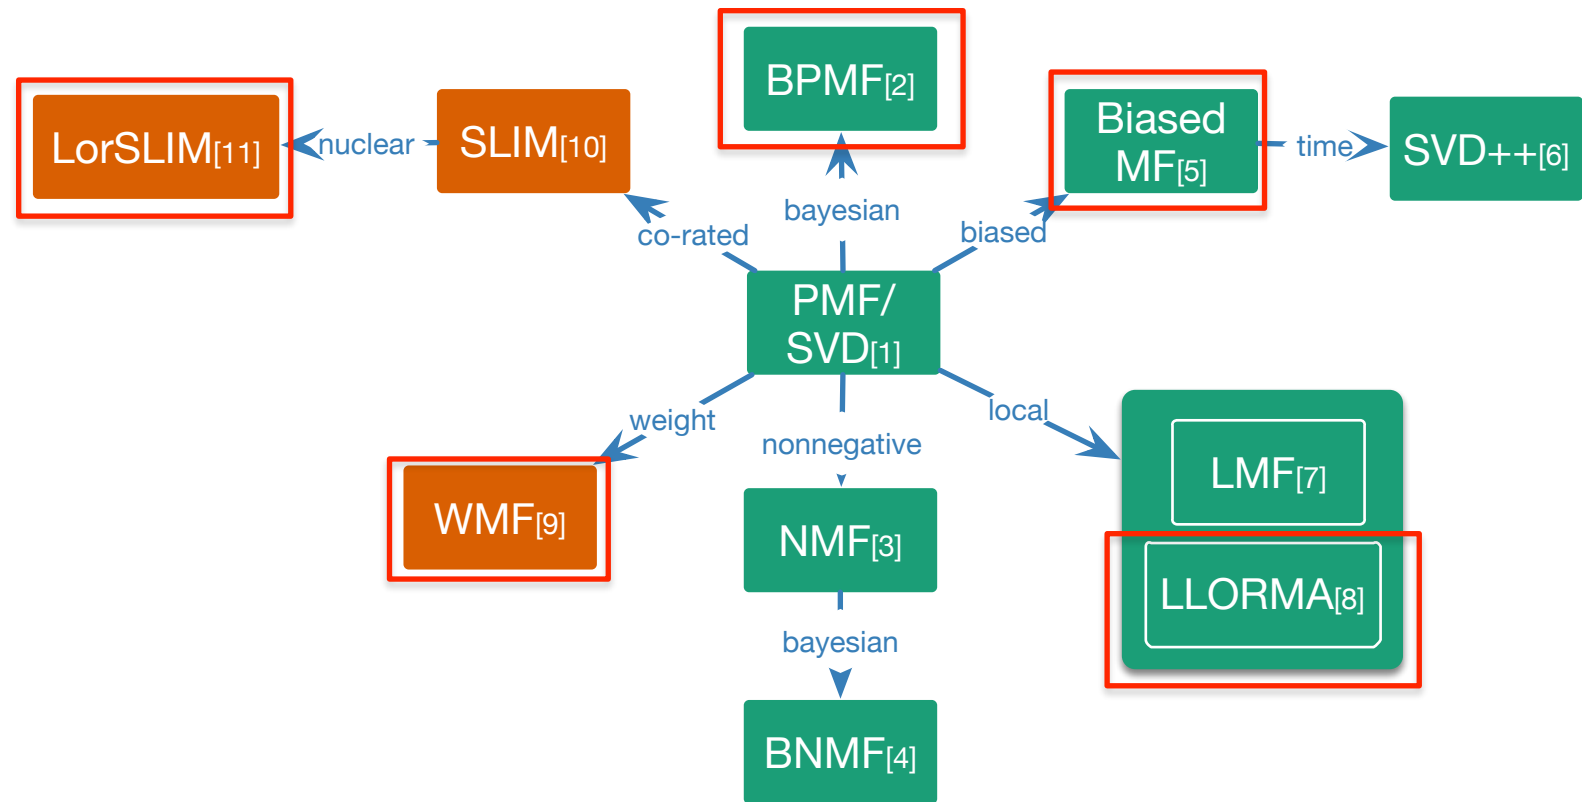 BPMF[2]
Biased
MF[5]
LorSLIM[11]
nuclear
SLIM[10]
time
SVD++[6]
bayesian
co-rated
biased
PMF/
SVD[1]
weight
local
nonnegative
LMF[7]
WMF[9]
NMF[3]
LLORMA[8]
bayesian
BNMF[4]